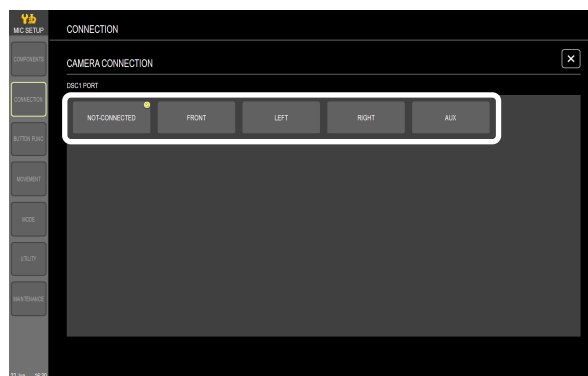 MIC SETUP
CONNECTION
COMPONENTS
CAMERA CONNECTION
DSC1 PORT
CONNECTION
NOT-CONNECTED
FRONT
LEFT
RIGHT
AUX
BUTTON FUNC
MOVEMENT
MODE
UTILITY
MAINTENANCE